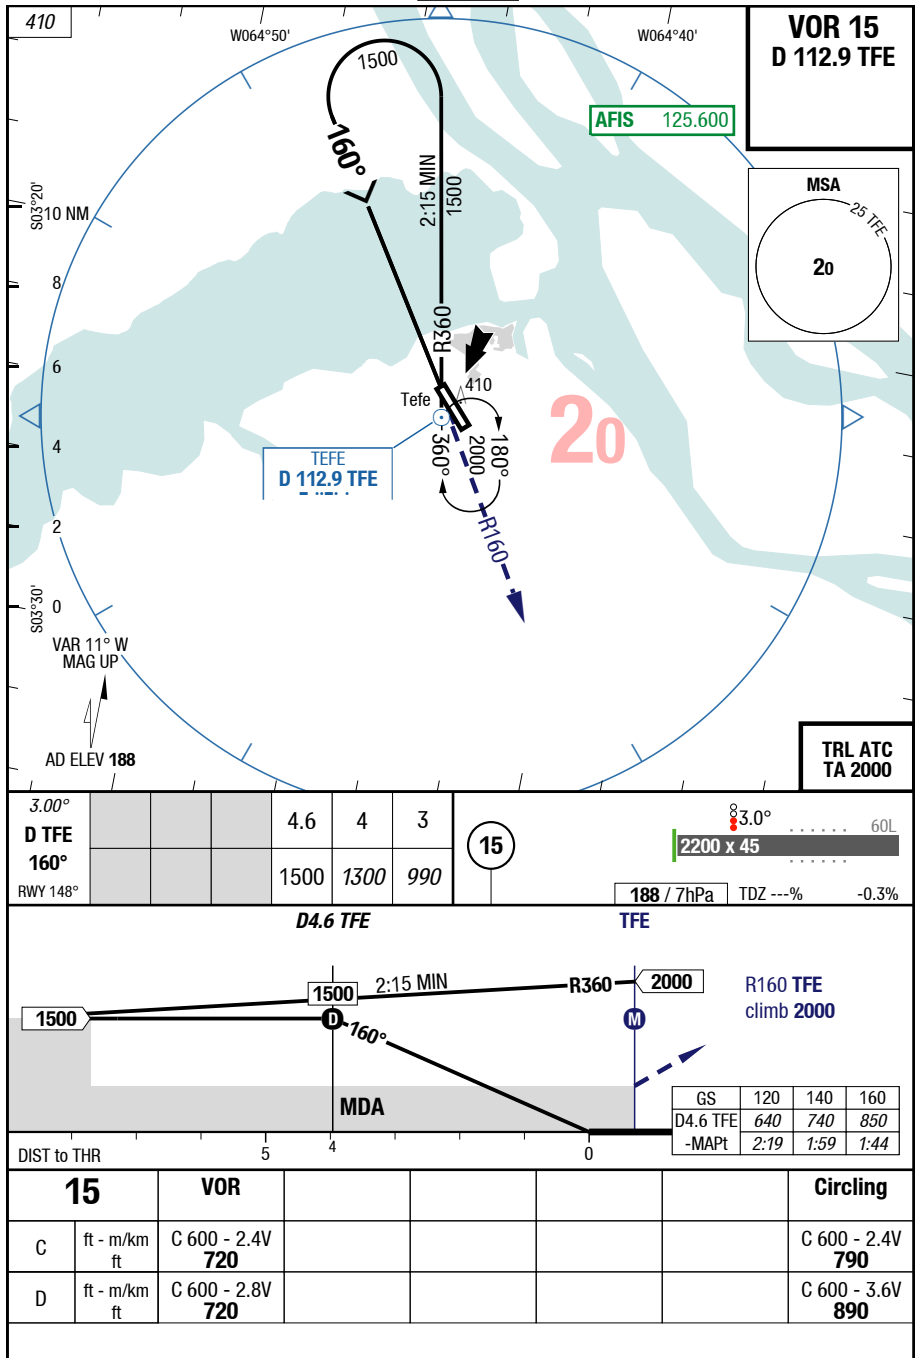 410
W064°50'
W064°40'
VOR 15
D 112.9 TFE
1500
AFIS 125.600
160°
2:15 MIN
1500
MSA
25 TFE
20
S03°20'
10 NM
8
R360
6
410
Tefe
20
4
TEFE
D 112.9 TFE
360°
2000
180°
2
R160
S03°30'
0
VAR 11° W
MAG UP
AD ELEV 188
TRL ATC
TA 2000
3.00°
D TFE
160°
RWY 148°
4.6 4 3
1500 1300 990
15
3.0°
60L
2200 x 45
188 / 7hPa TDZ ---% -0.3%
D4.6 TFE
TFE
1500
1500
2:15 MIN
R360
2000
R160 TFE
climb 2000
D
160°
M
MDA
GS 120 140 160
D4.6 TFE 640 740 850
-MAPt 2:19 1:59 1:44
DIST to THR 5 4 0
15 VOR Circling
C ft - m/km C 600 - 2.4V C 600 - 2.4V
ft 720 790
D ft - m/km C 600 - 2.8V C 600 - 3.6V
ft 720 890